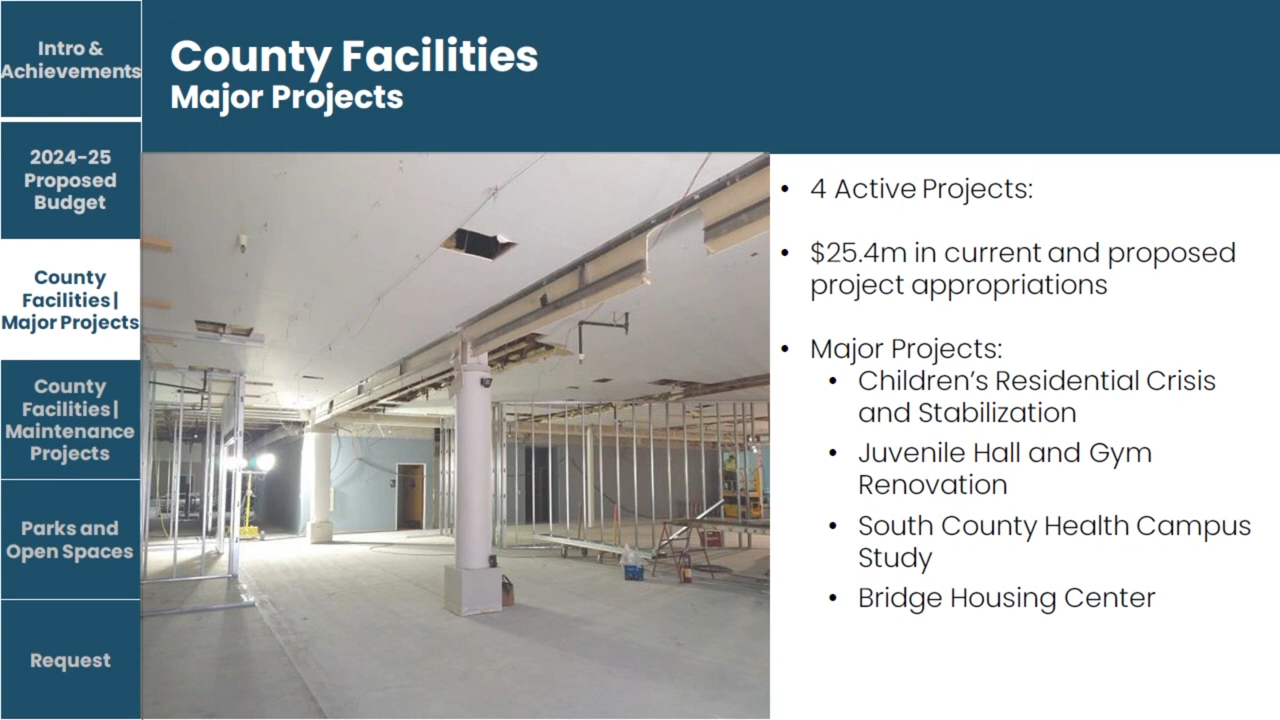 Intro &
Achievements
2024-25
Proposed
Budget
County
Facilities|
Major Projects
County
Facilities|
Maintenance
Projects
Parks and
Open Spaces
Request
County Facilities
Major Projects
• 4 Active Projects:
• $25.4m in current and proposed
project appropriations
• Major Projects:
• Children’s Residential Crisis
and Stabilization
• Juvenile Hall and Gym
Renovation
• South County Health Campus
Study
• Bridge Housing Center